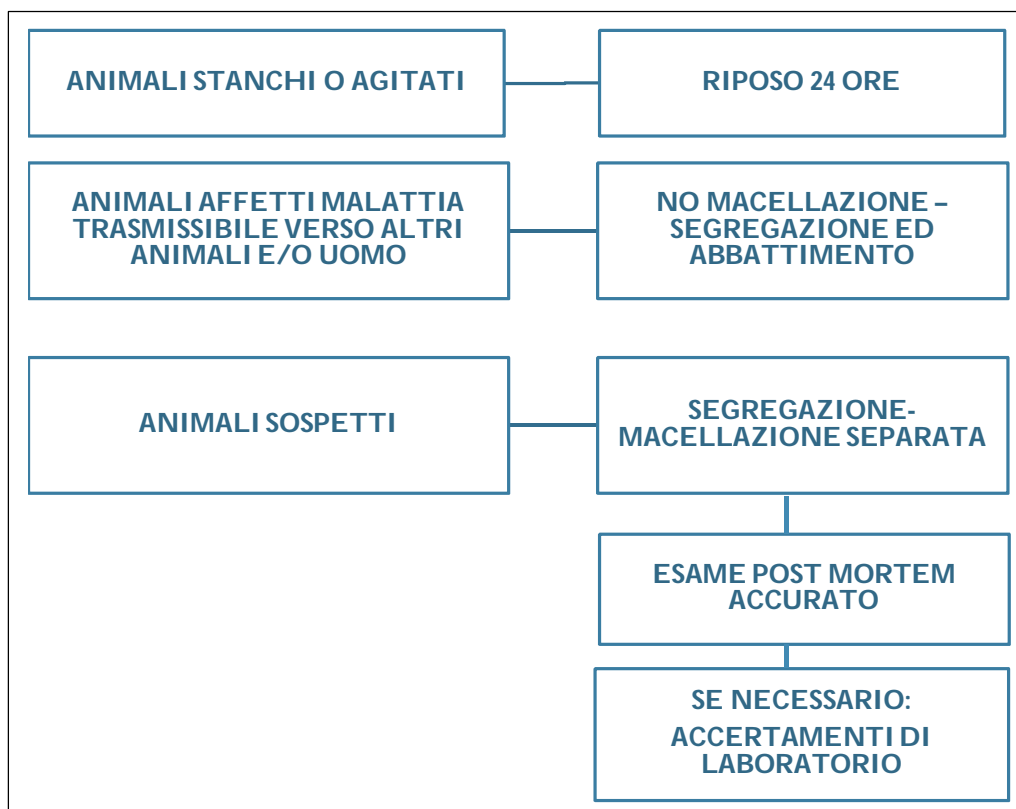 ANIMALI STANCHI O AGITATI
RIPOSO 24 ORE
ANIMALI AFFETTI MALATTIA
TRASMISSIBILE VERSO ALTRI
ANIMALI E/O UOMO
NO MACELLAZIONE –
SEGREGAZIONE ED
ABBATTIMENTO
ANIMALI SOSPETTI
SEGREGAZIONE-
MACELLAZIONE SEPARATA
ESAME POST MORTEM
ACCURATO
SE NECESSARIO:
ACCERTAMENTI DI
LABORATORIO